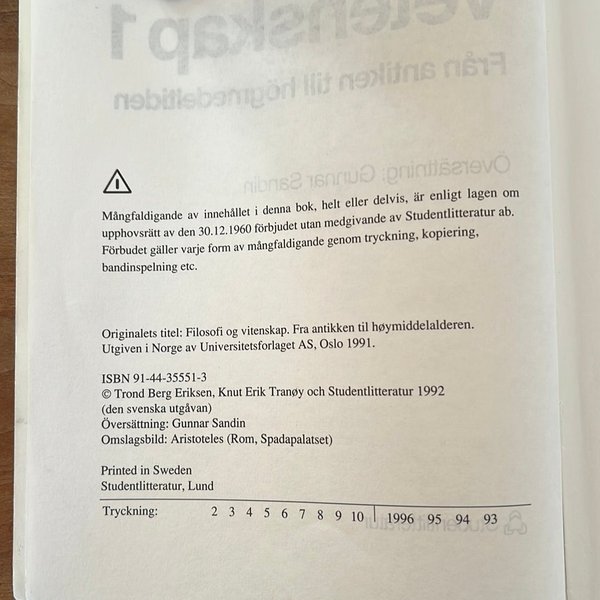 vetenskap 1
Från antiken till högmedeltiden
Översättning: Gunnar Sandin
Mångfaldigande av innehållet i denna bok, helt eller delvis, är enligt lagen om
upphovsrätt av den 30.12.1960 förbjudet utan medgivande av Studentlitteratur ab.
Förbudet gäller varje form av mångfaldigande genom tryckning, kopiering,
bandinspelning etc.
Originalets titel: Filosofi og vitenskap. Fra antikken til høymiddelalderen.
Utgiven i Norge av Universitetsforlaget AS, Oslo 1991.
ISBN 91-44-35551-3
© Trond Berg Eriksen, Knut Erik Tranøy och Studentlitteratur 1992
(den svenska utgåvan)
Översättning: Gunnar Sandin
Omslagsbild: Aristoteles (Rom, Spadapalatset)
Printed in Sweden
Studentlitteratur, Lund
Tryckning: 2 3 4 5 6 7 8 9 10 | 1996 95 94 93
Studentlitteratur